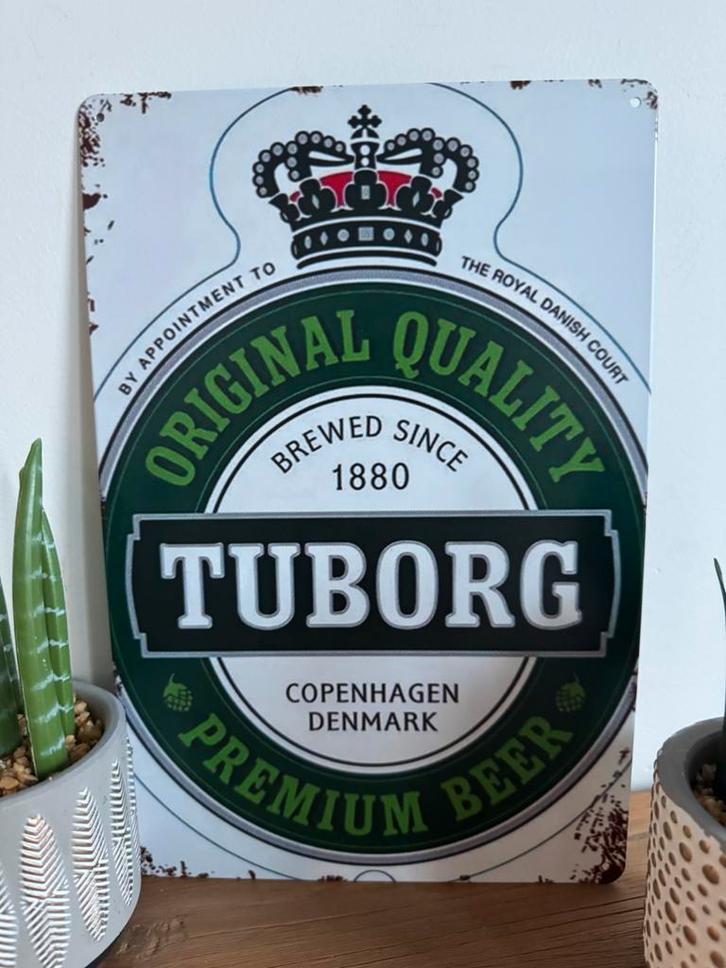 BY APPOINTMENT TO THE ROYAL DANISH COURT
ORIGINAL QUALITY
BREWED SINCE
1880
TUBORG
COPENHAGEN
DENMARK
PREMIUM BEER